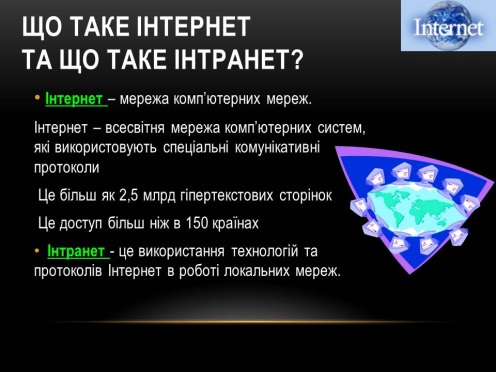 ЩО ТАКЕ ІНТЕРНЕТ
ТА ЩО ТАКЕ ІНТРАНЕТ?
Internet
• Інтернет – мережа комп'ютерних мереж.
Інтернет – всесвітня мережа комп'ютерних систем,
які використовують спеціальні комунікативні
протоколи
Це більш як 2,5 млрд гіпертекстових сторінок
Це доступ більш ніж в 150 країнах
• Інтранет - це використання технологій та
протоколів Інтернет в роботі локальних мереж.